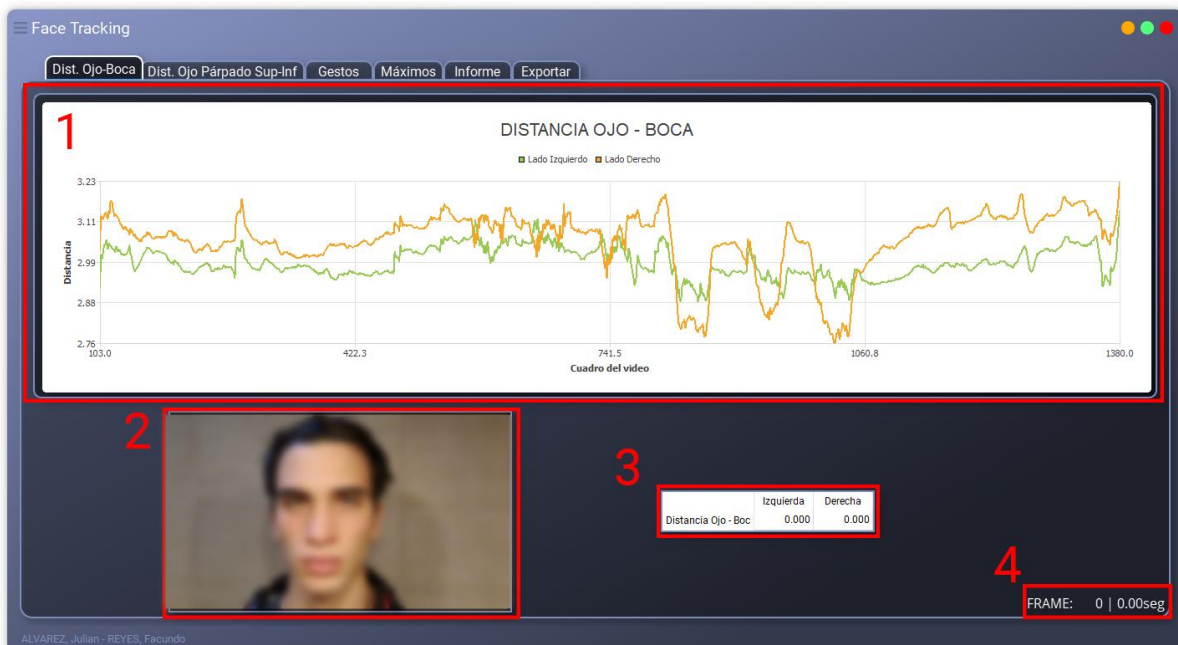 Face Tracking
Dist. Ojo-Boca Dist. Ojo Párpado Sup-Inf Gestos Máximos Informe Exportar
1
DISTANCIA OJO - BOCA
Lado Izquierdo Lado Derecho
3.23
3.11
2.99
2.88
2.76
Distancia
103.0 422.3 741.5 1060.8 1380.0
Cuadro del video
2
3
Izquierda Derecha
Distancia Ojo - Boc 0.000 0.000
4
FRAME: 0 | 0.00seg
ALVAREZ, Julian - REYES, Facundo